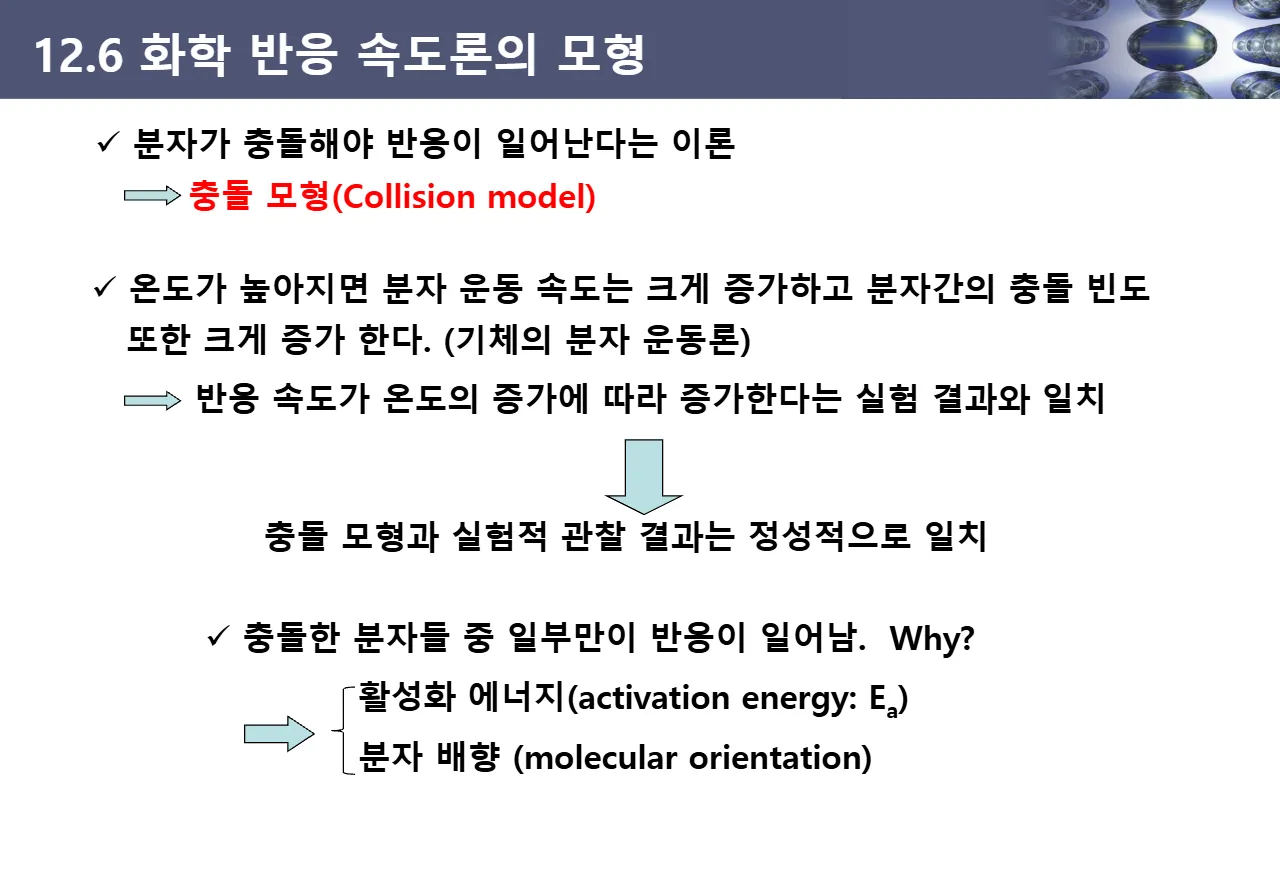 12.6 화학 반응 속도론의 모형
✓ 분자가 충돌해야 반응이 일어난다는 이론
충돌 모형(Collision model)
✓ 온도가 높아지면 분자 운동 속도는 크게 증가하고 분자간의 충돌 빈도
또한 크게 증가 한다. (기체의 분자 운동론)
반응 속도가 온도의 증가에 따라 증가한다는 실험 결과와 일치
충돌 모형과 실험적 관찰 결과는 정성적으로 일치
✓ 충돌한 분자들 중 일부만이 반응이 일어남. Why?
활성화 에너지(activation energy: Ea)
분자 배향 (molecular orientation)